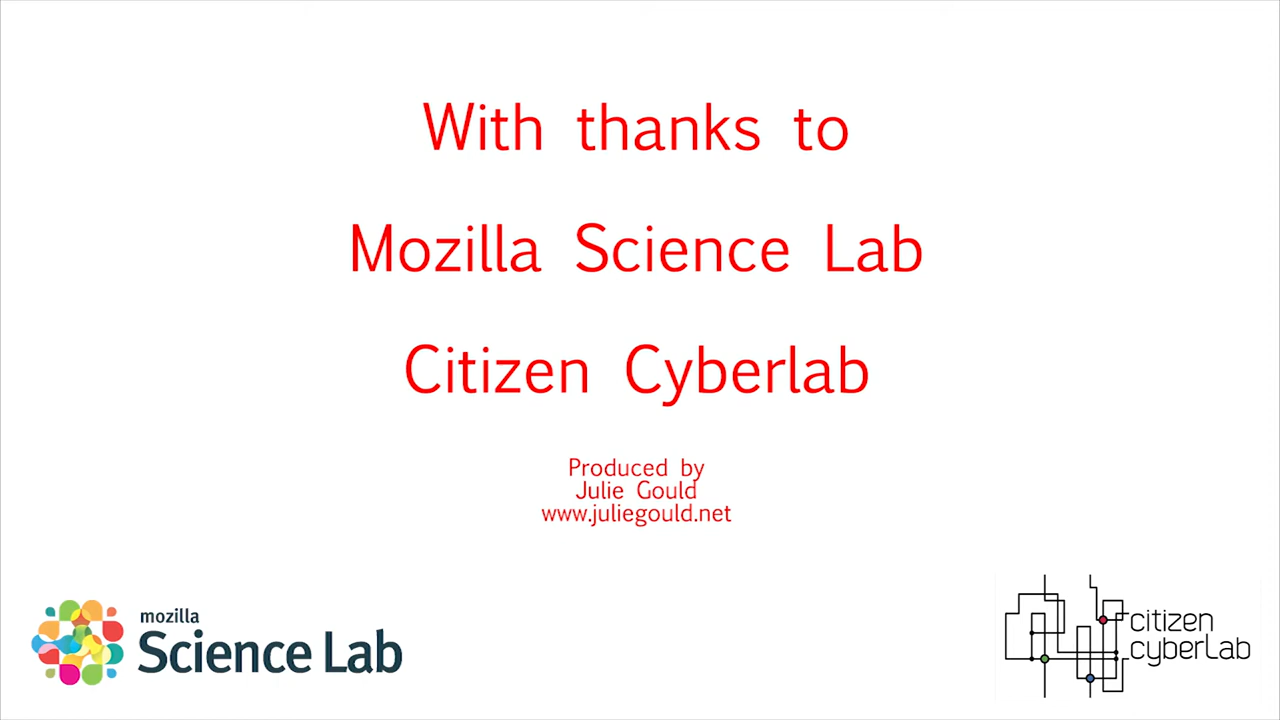 With thanks to
Mozilla Science Lab
Citizen Cyberlab
Produced by
Julie Gould
www.juliegould.net
mozilla
Science Lab
citizen
cyberlab